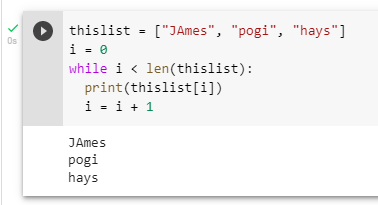 0s
thislist = ["JAmes", "pogi", "hays"]
i = 0
while i < len(thislist):
  print(thislist[i])
  i = i + 1
JAmes
pogi
hays